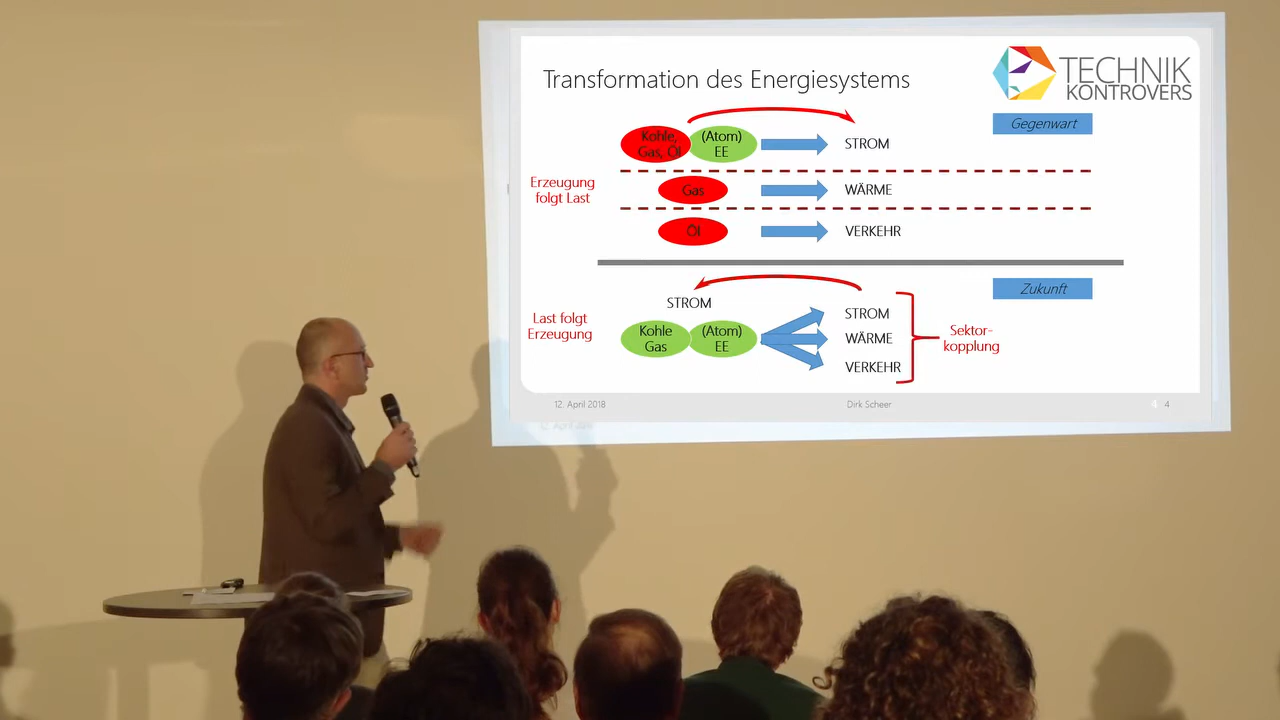 Transformation des Energiesystems
TECHNIK
KONTROVERS
Gegenwart
Kohle,
Gas, Öl
(Atom)
EE
STROM
Erzeugung
folgt Last
Gas
WÄRME
Öl
VERKEHR
Zukunft
STROM
Last folgt
Erzeugung
Kohle
Gas
(Atom)
EE
STROM
WÄRME
VERKEHR
Sektor-
kopplung
12. April 2018
Dirk Scheer
4